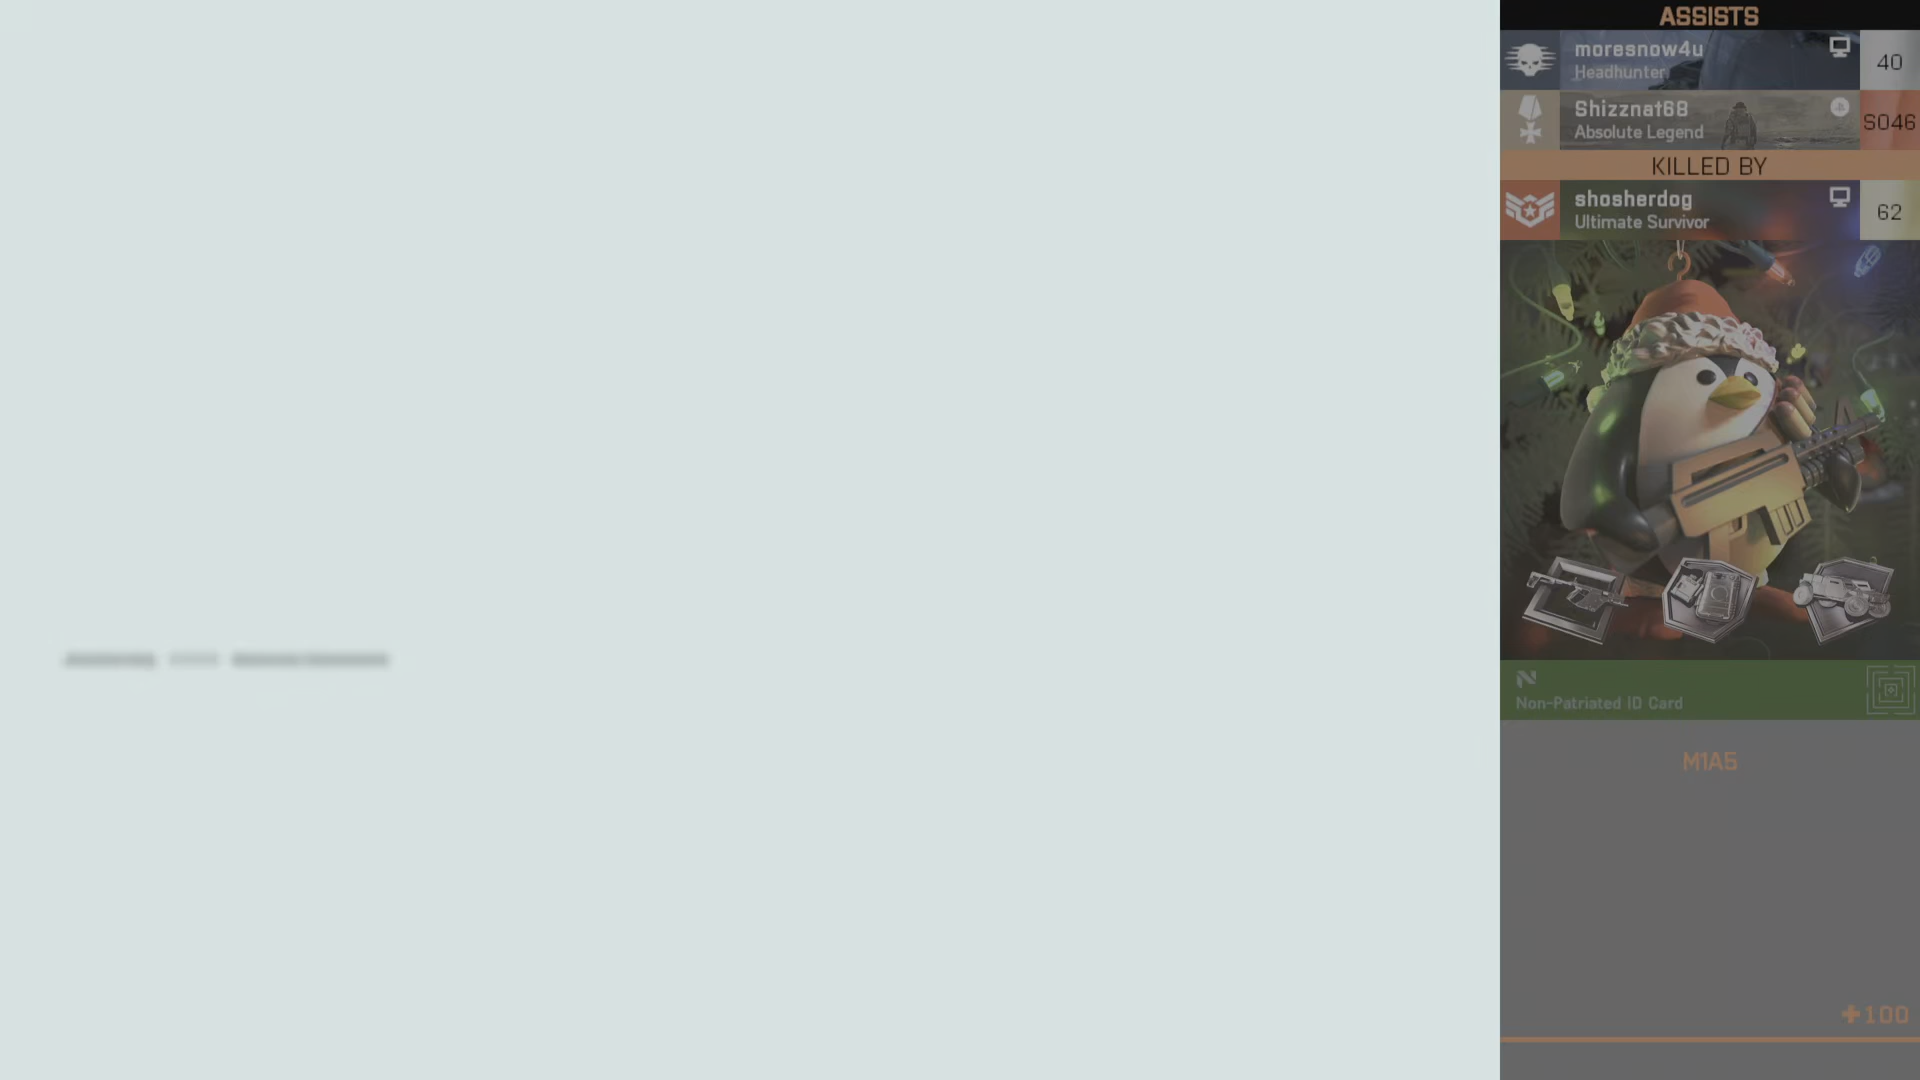 ASSISTS
moresnow4u
Headhunter
40
Shizznat68
Absolute Legend
S046
KILLED BY
shosherdog
Ultimate Survivor
62
Non-Patriated ID Card
M1A5
+100